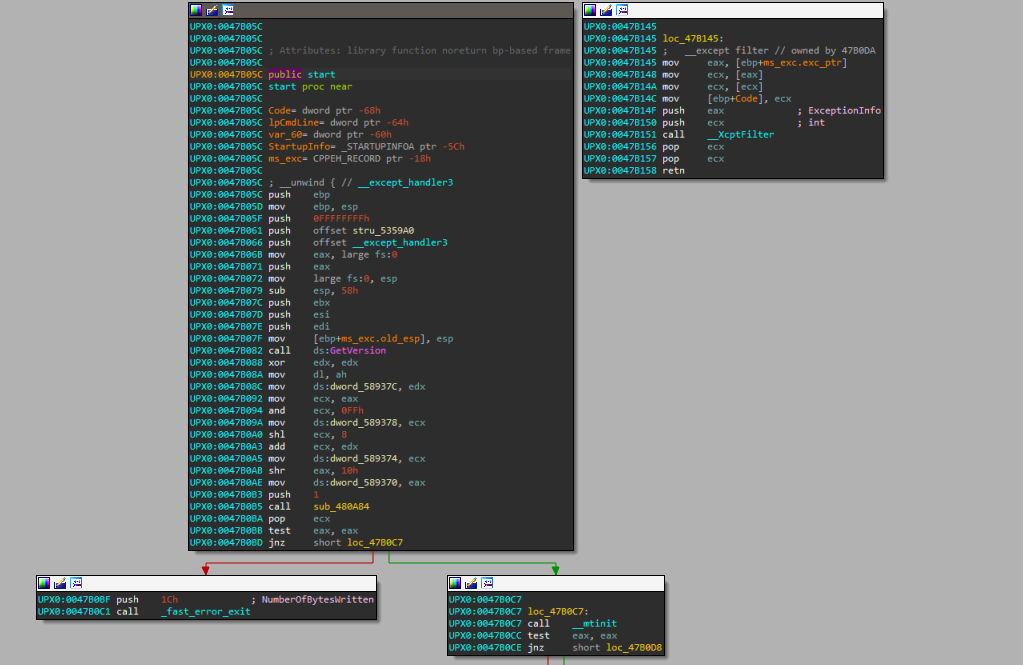 UPX0:0047B05C
UPX0:0047B05C
UPX0:0047B05C ; Attributes: library function noreturn bp-based frame
UPX0:0047B05C
UPX0:0047B05C public start
UPX0:0047B05C start proc near
UPX0:0047B05C
UPX0:0047B05C Code= dword ptr -68h
UPX0:0047B05C lpCmdLine= dword ptr -64h
UPX0:0047B05C var_60= dword ptr -60h
UPX0:0047B05C StartupInfo= _STARTUPINFOA ptr -5Ch
UPX0:0047B05C ms_exc= CPPEH_RECORD ptr -18h
UPX0:0047B05C
UPX0:0047B05C ; __unwind { // __except_handler3
UPX0:0047B05C push ebp
UPX0:0047B05D mov ebp, esp
UPX0:0047B05F push 0FFFFFFFFh
UPX0:0047B061 push offset stru_5359A0
UPX0:0047B066 push offset __except_handler3
UPX0:0047B06B mov eax, large fs:0
UPX0:0047B071 push eax
UPX0:0047B072 mov large fs:0, esp
UPX0:0047B079 sub esp, 58h
UPX0:0047B07C push ebx
UPX0:0047B07D push esi
UPX0:0047B07E push edi
UPX0:0047B07F mov [ebp+ms_exc.old_esp], esp
UPX0:0047B082 call ds:GetVersion
UPX0:0047B088 xor edx, edx
UPX0:0047B08A mov dl, ah
UPX0:0047B08C mov ds:dword_58937C, edx
UPX0:0047B092 mov ecx, eax
UPX0:0047B094 and ecx, 0FFh
UPX0:0047B09A mov ds:dword_589378, ecx
UPX0:0047B0A0 shl ecx, 8
UPX0:0047B0A3 add ecx, edx
UPX0:0047B0A5 mov ds:dword_589374, ecx
UPX0:0047B0AB shr eax, 10h
UPX0:0047B0AE mov ds:dword_589370, eax
UPX0:0047B0B3 push 1
UPX0:0047B0B5 call sub_480A84
UPX0:0047B0BA pop ecx
UPX0:0047B0BB test eax, eax
UPX0:0047B0BD jnz short loc_47B0C7
UPX0:0047B145
UPX0:0047B145 loc_47B145:
UPX0:0047B145 ; __except filter // owned by 47B0DA
UPX0:0047B145 mov eax, [ebp+ms_exc.exc_ptr]
UPX0:0047B148 mov ecx, [eax]
UPX0:0047B14A mov ecx, [ecx]
UPX0:0047B14C mov [ebp+Code], ecx
UPX0:0047B14F push eax ; ExceptionInfo
UPX0:0047B150 push ecx ; int
UPX0:0047B151 call __XcptFilter
UPX0:0047B156 pop ecx
UPX0:0047B157 pop ecx
UPX0:0047B158 retn
UPX0:0047B0BF push 1Ch ; NumberOfBytesWritten
UPX0:0047B0C1 call _fast_error_exit
UPX0:0047B0C7
UPX0:0047B0C7 loc_47B0C7:
UPX0:0047B0C7 call __mtinit
UPX0:0047B0CC test eax, eax
UPX0:0047B0CE jnz short loc_47B0D8